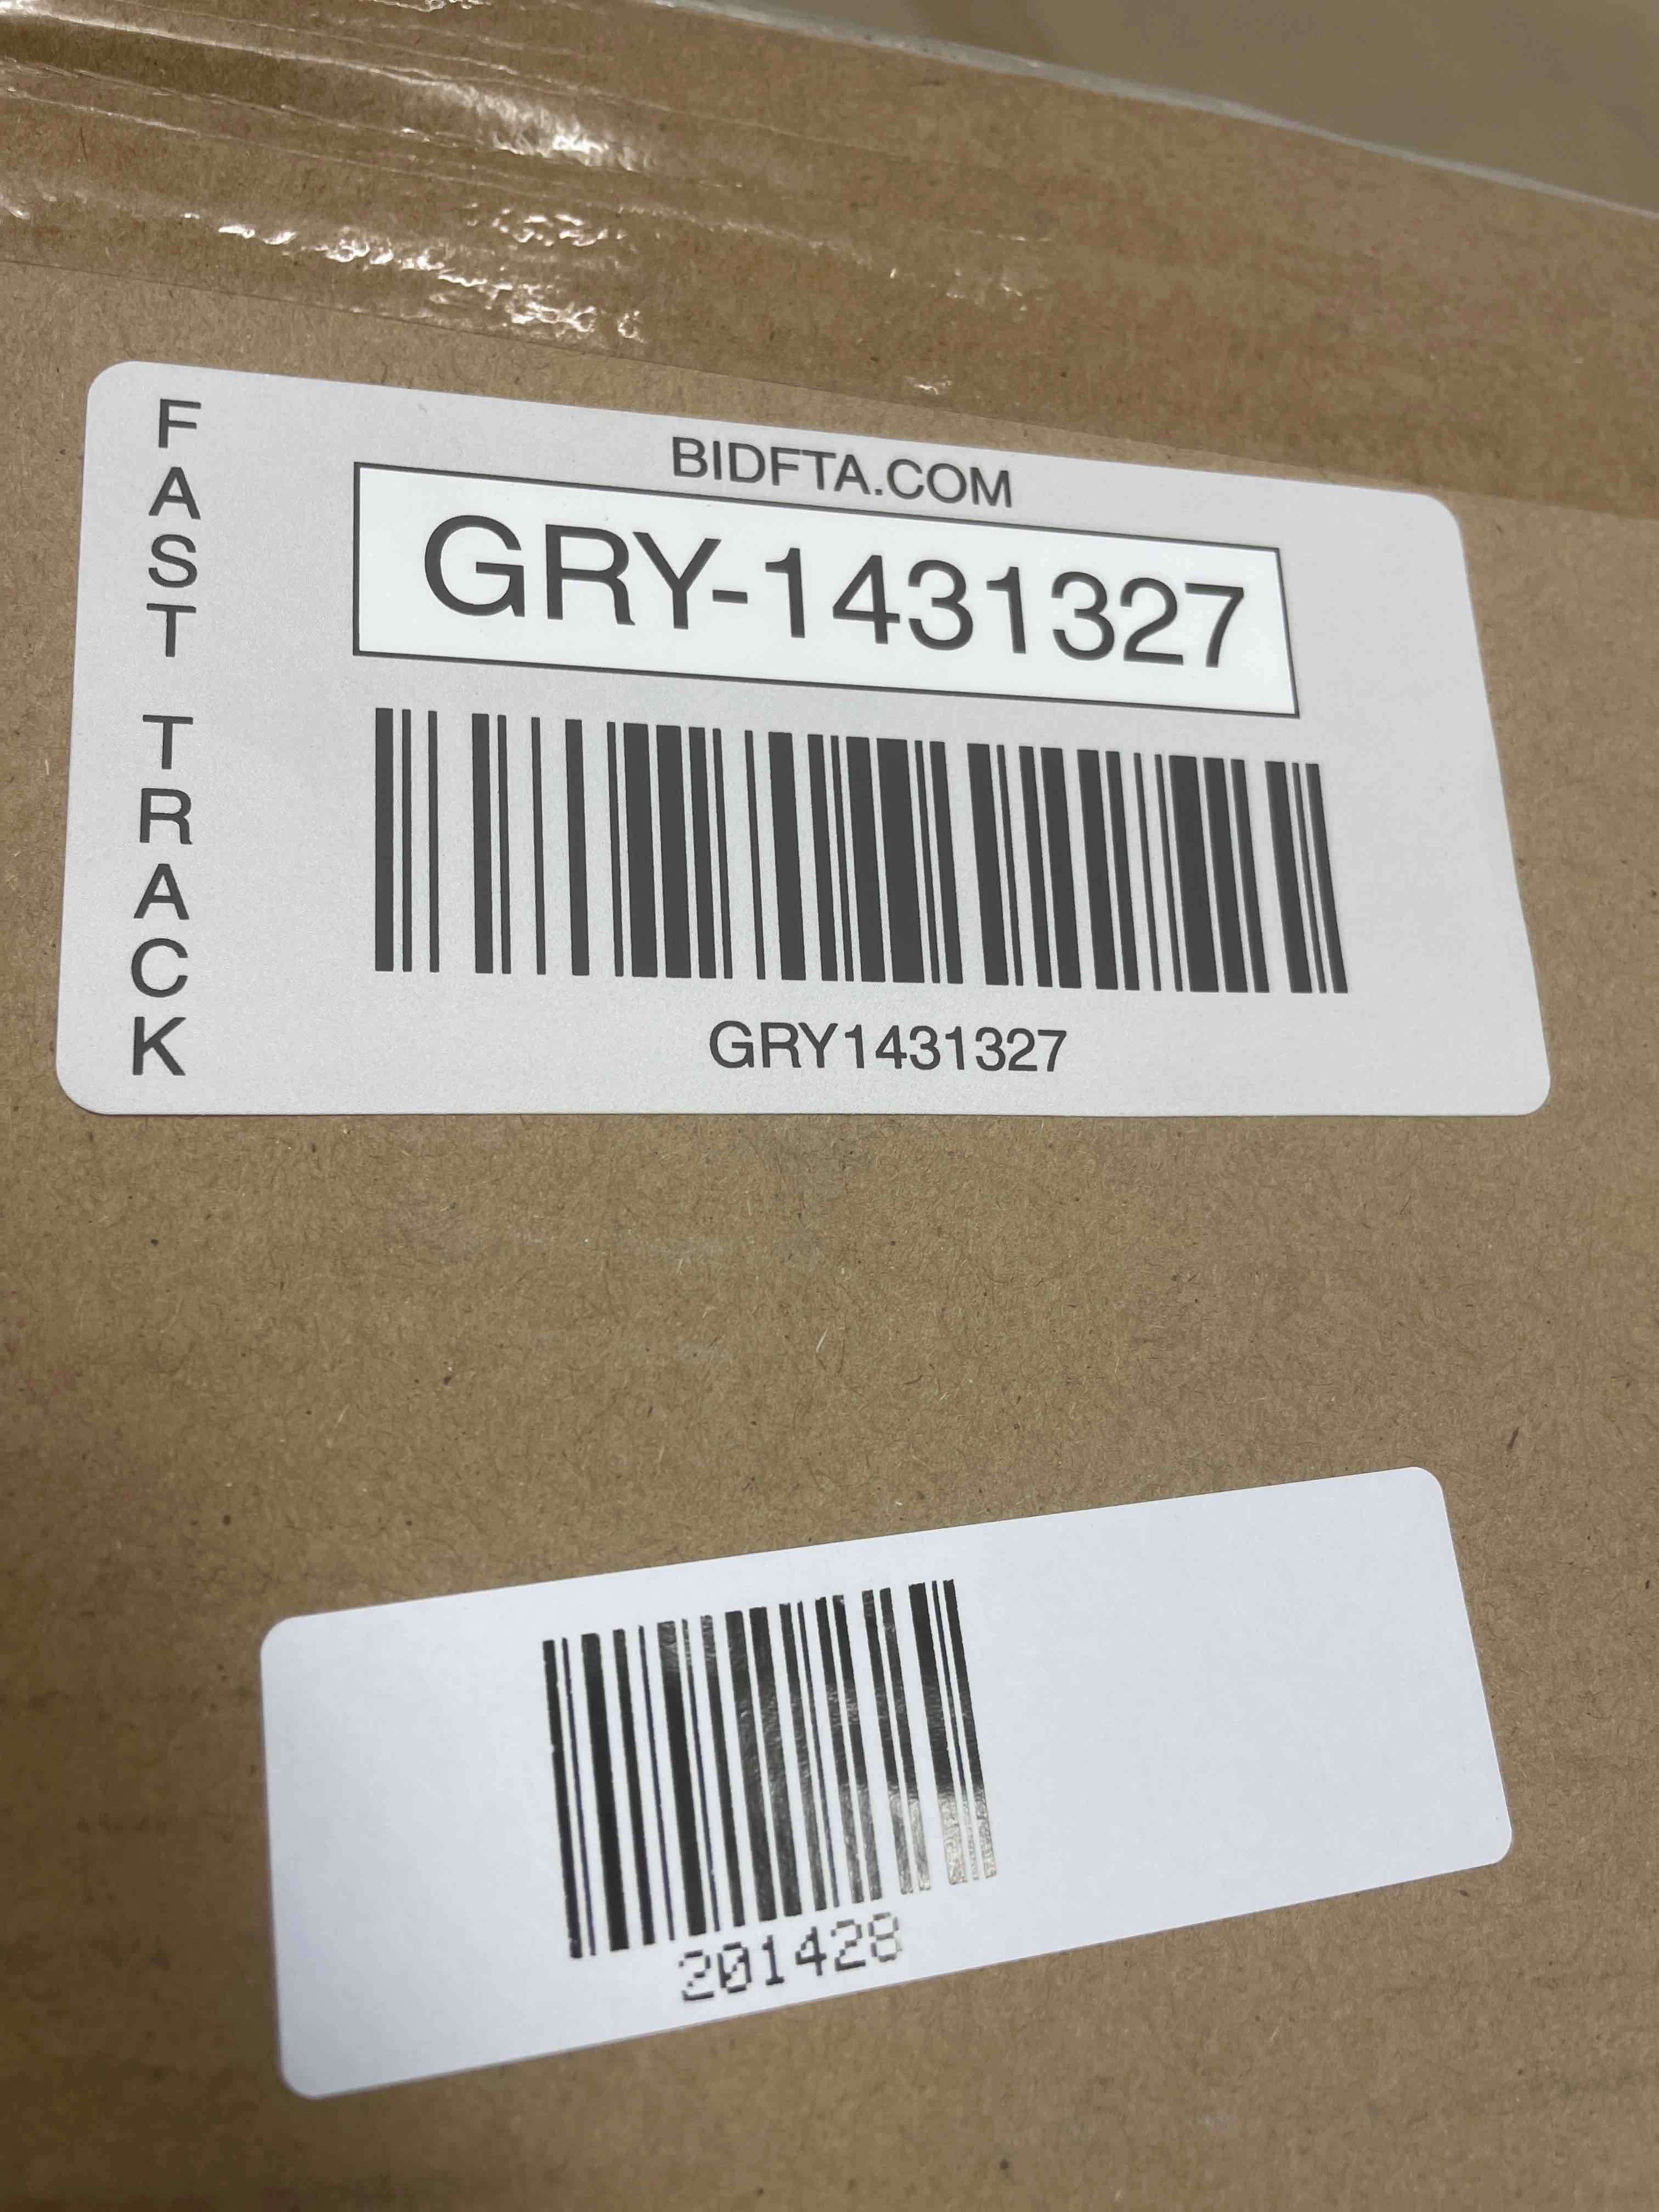 FAST TRACK
BIDFTA.COM
GRY-1431327
GRY1431327
201428